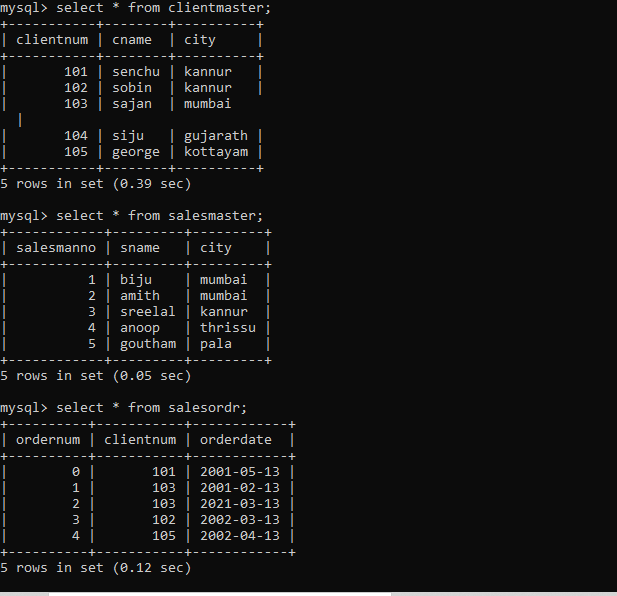 mysql> select * from clientmaster;
+-----------+--------+----------+
| clientnum | cname  | city     |
+-----------+--------+----------+
|       101 | senchu | kannur   |
|       102 | sobin  | kannur   |
|       103 | sajan  | mumbai
  |
|       104 | siju   | gujarath |
|       105 | george | kottayam |
+-----------+--------+----------+
5 rows in set (0.39 sec)
mysql> select * from salesmaster;
+------------+---------+---------+
| salesmanno | sname   | city    |
+------------+---------+---------+
|          1 | biju    | mumbai  |
|          2 | amith   | mumbai  |
|          3 | sreelal | kannur  |
|          4 | anoop   | thrissu |
|          5 | goutham | pala    |
+------------+---------+---------+
5 rows in set (0.05 sec)
mysql> select * from salesordr;
+----------+-----------+------------+
| ordernum | clientnum | orderdate  |
+----------+-----------+------------+
|        0 |       101 | 2001-05-13 |
|        1 |       103 | 2001-02-13 |
|        2 |       103 | 2021-03-13 |
|        3 |       102 | 2002-03-13 |
|        4 |       105 | 2002-04-13 |
+----------+-----------+------------+
5 rows in set (0.12 sec)